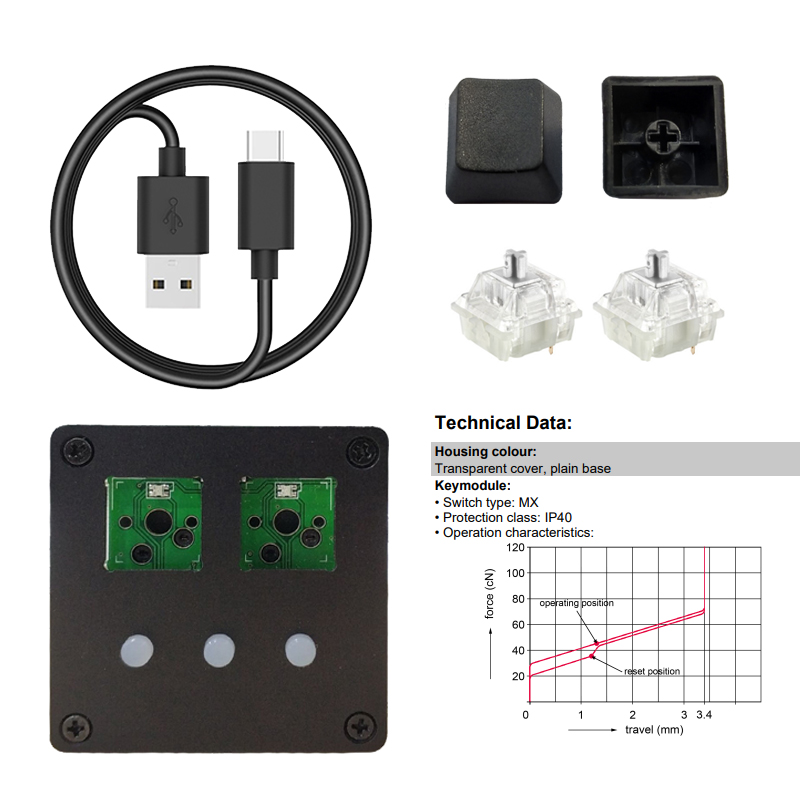 Technical Data:
Housing colour:
Transparent cover, plain base
Keymodule:
• Switch type: MX
• Protection class: IP40
• Operation characteristics:
120
100
80
60
40
20
force (cN)
operating position
reset position
0 1 2 3 3.4
travel (mm)